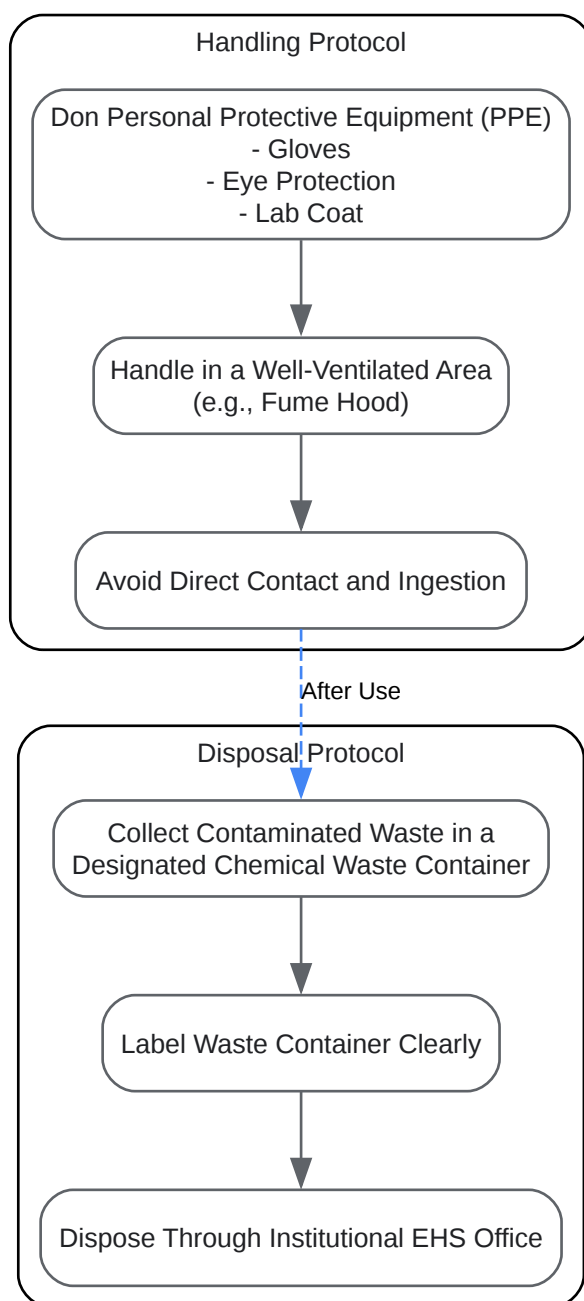 Handling Protocol
Don Personal Protective Equipment (PPE)
- Gloves
- Eye Protection
- Lab Coat
Handle in a Well-Ventilated Area
(e.g., Fume Hood)
Avoid Direct Contact and Ingestion
After Use
Disposal Protocol
Collect Contaminated Waste in a
Designated Chemical Waste Container
Label Waste Container Clearly
Dispose Through Institutional EHS Office